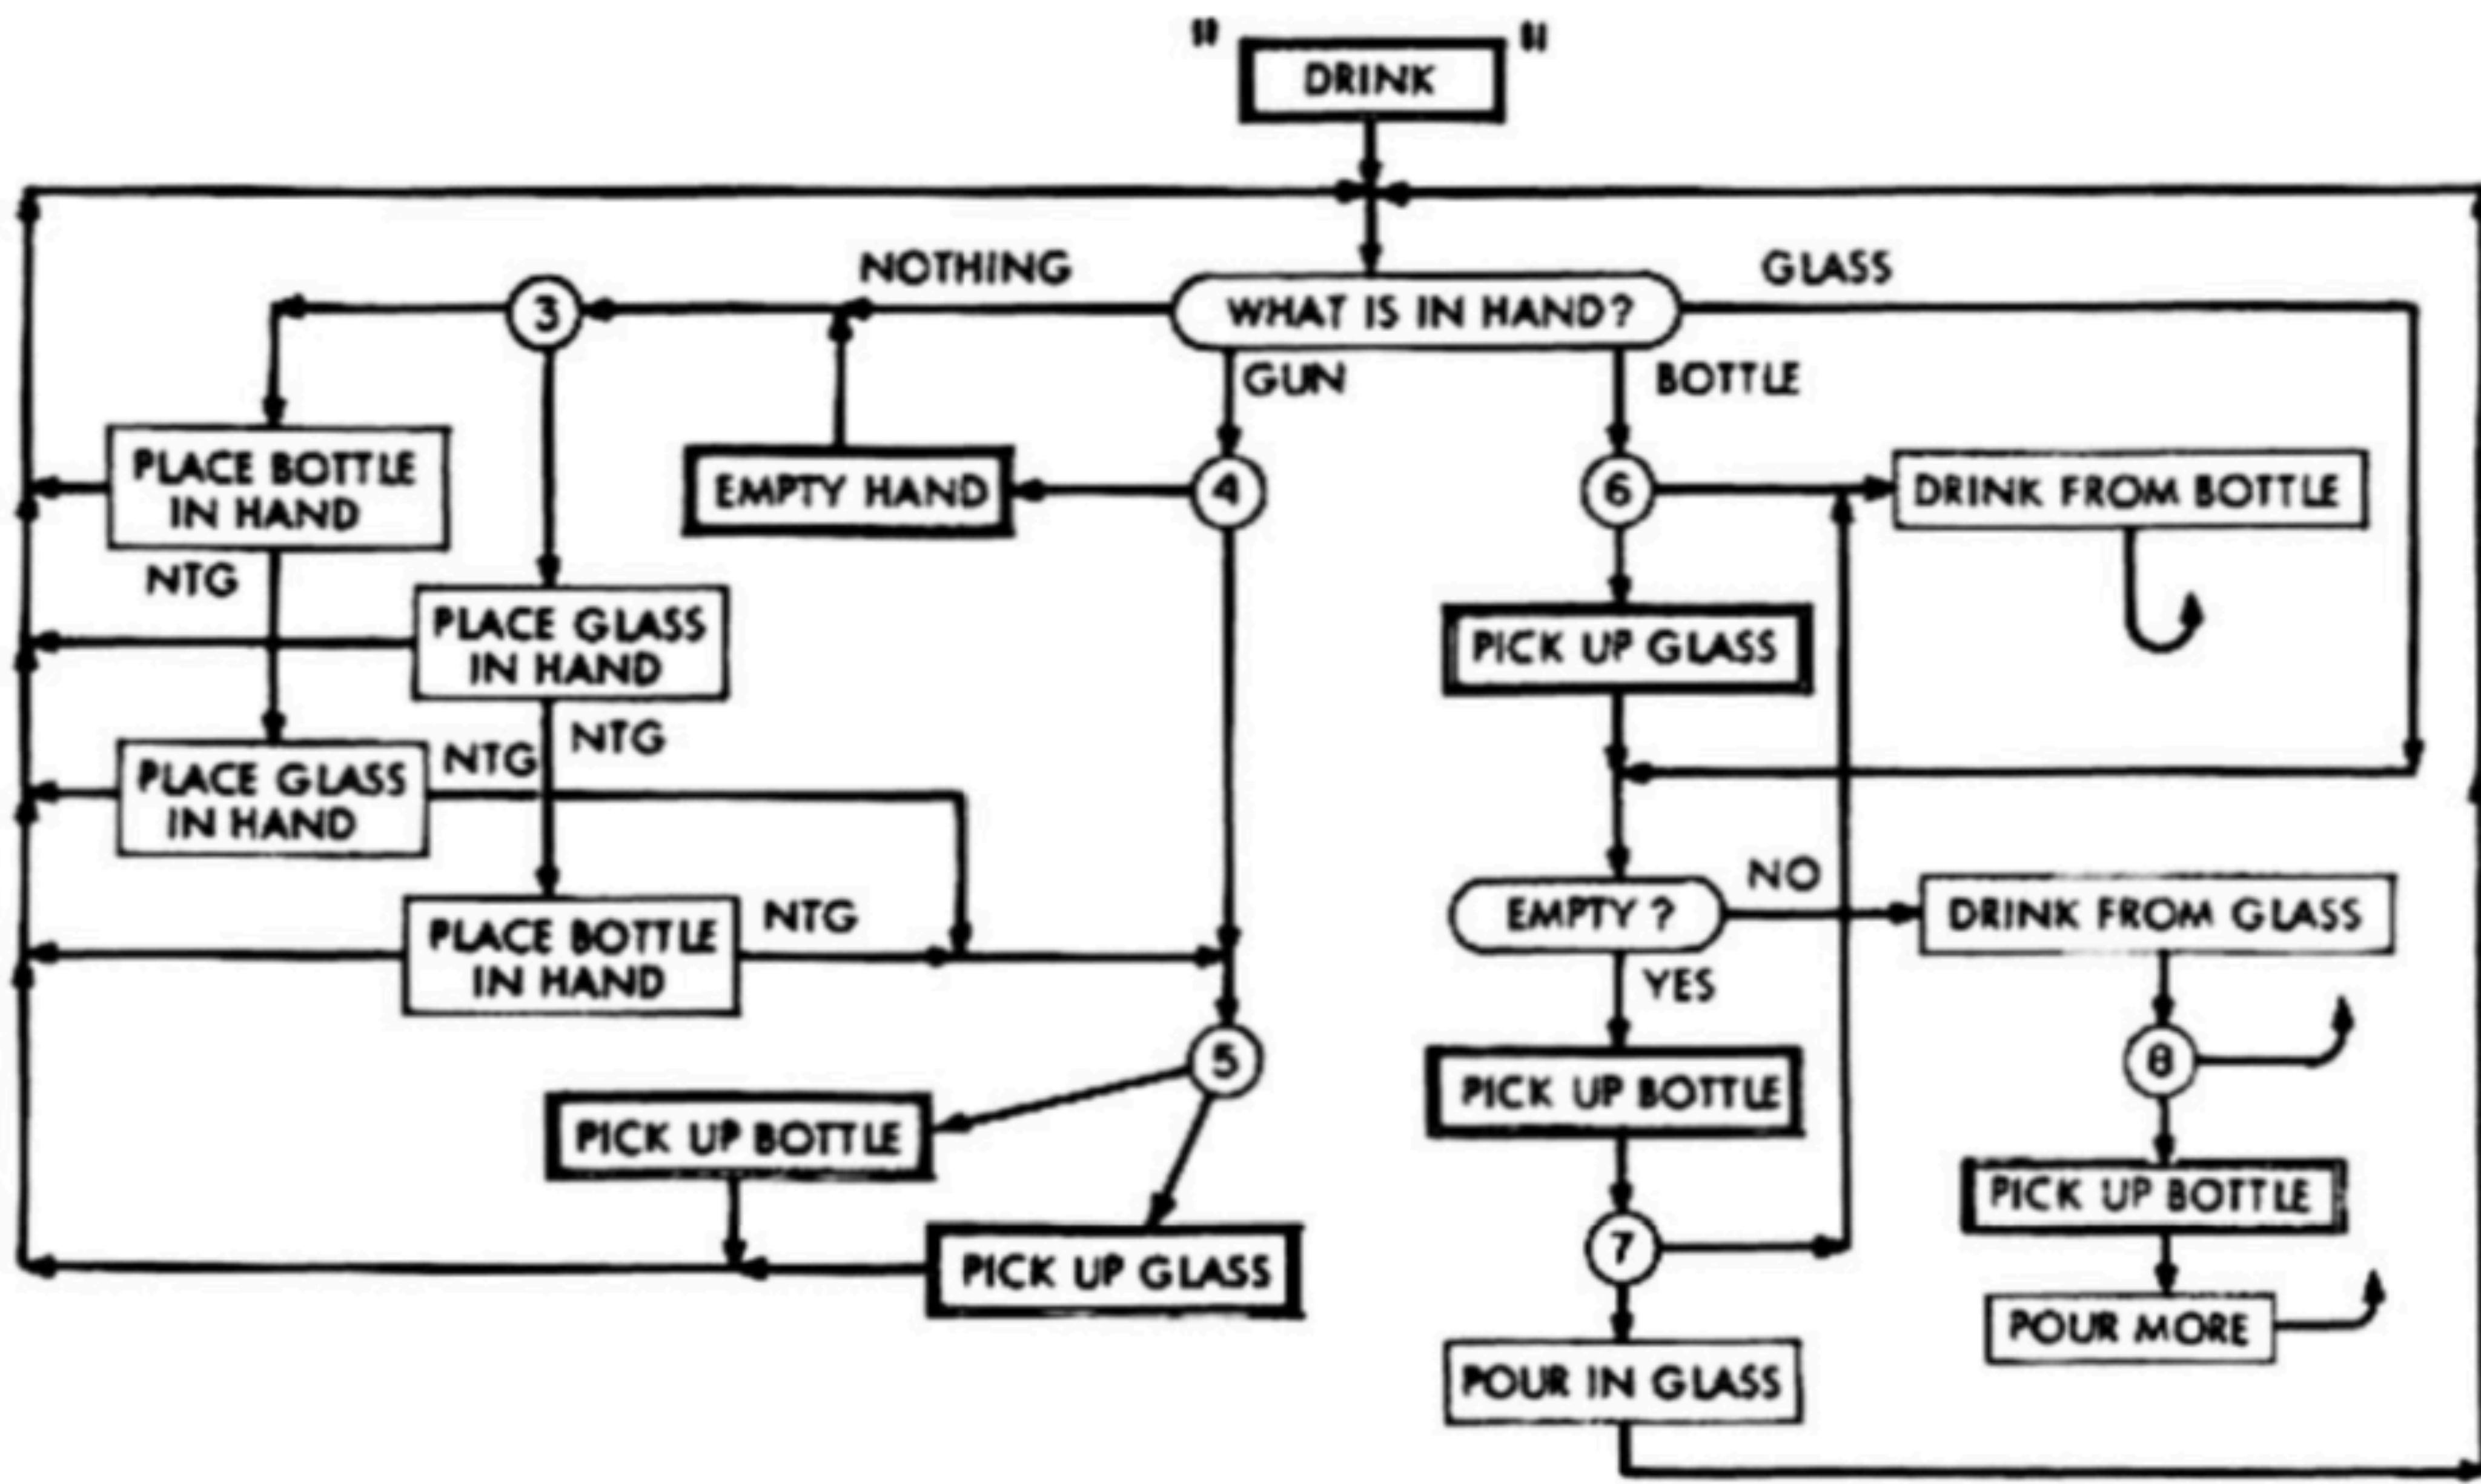 " DRINK "
NOTHING
GLASS
3
WHAT IS IN HAND?
GUN
BOTTLE
PLACE BOTTLE
IN HAND
EMPTY HAND
4
6
DRINK FROM BOTTLE
NTG
PLACE GLASS
IN HAND
PICK UP GLASS
NTG
NTG
PLACE GLASS
IN HAND
NO
EMPTY ?
DRINK FROM GLASS
NTG
PLACE BOTTLE
IN HAND
YES
5
8
PICK UP BOTTLE
PICK UP BOTTLE
PICK UP BOTTLE
7
PICK UP GLASS
POUR MORE
POUR IN GLASS